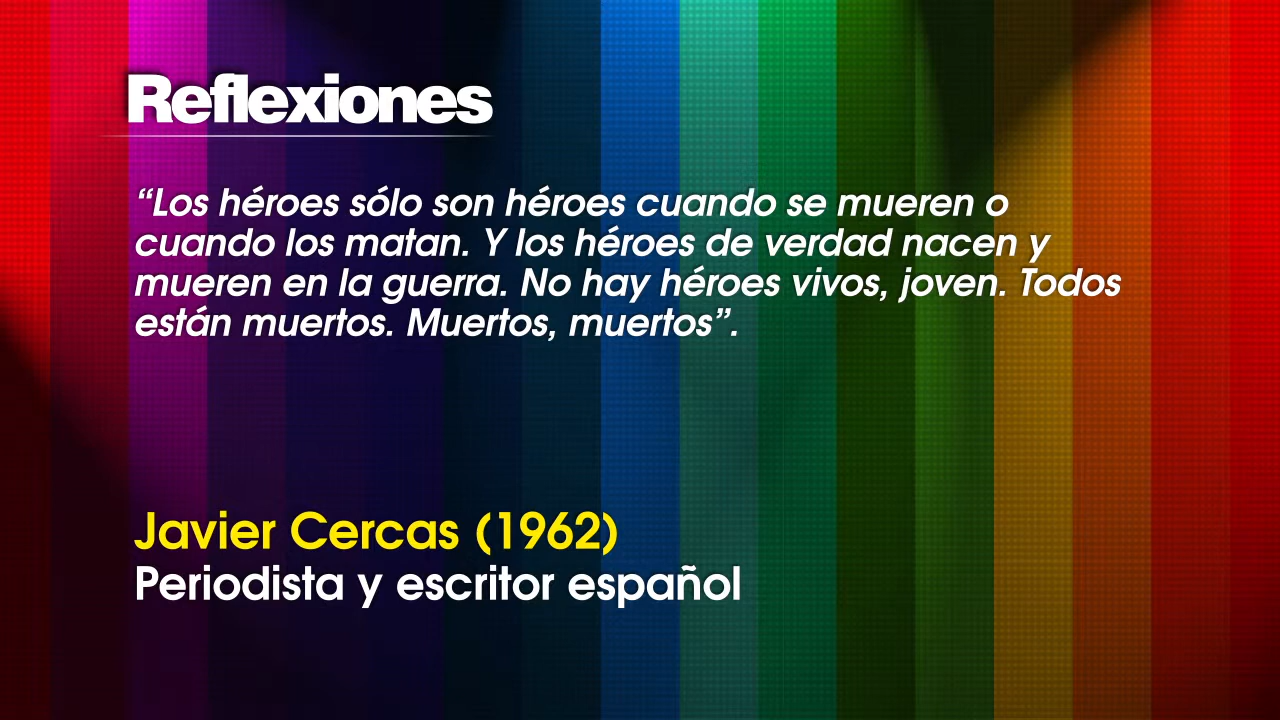 Reflexiones
“Los héroes sólo son héroes cuando se mueren o
cuando los matan. Y los héroes de verdad nacen y
mueren en la guerra. No hay héroes vivos, joven. Todos
están muertos. Muertos, muertos”.
Javier Cercas (1962)
Periodista y escritor español